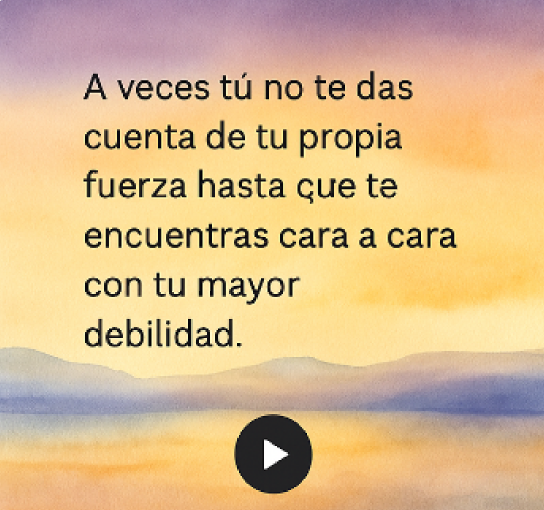 A veces tú no te das
cuenta de tu propia
fuerza hasta que te
encuentras cara a cara
con tu mayor
debilidad.